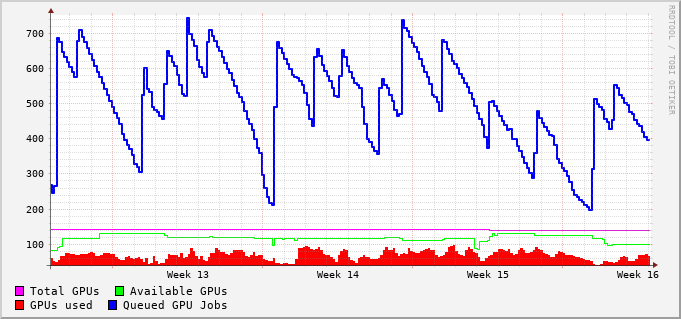 700
600
500
400
300
200
100
Week 13 Week 14 Week 15 Week 16
Total GPUs Available GPUs
GPUs used Queued GPU Jobs
RRDTOOL / TOBI OETIKER